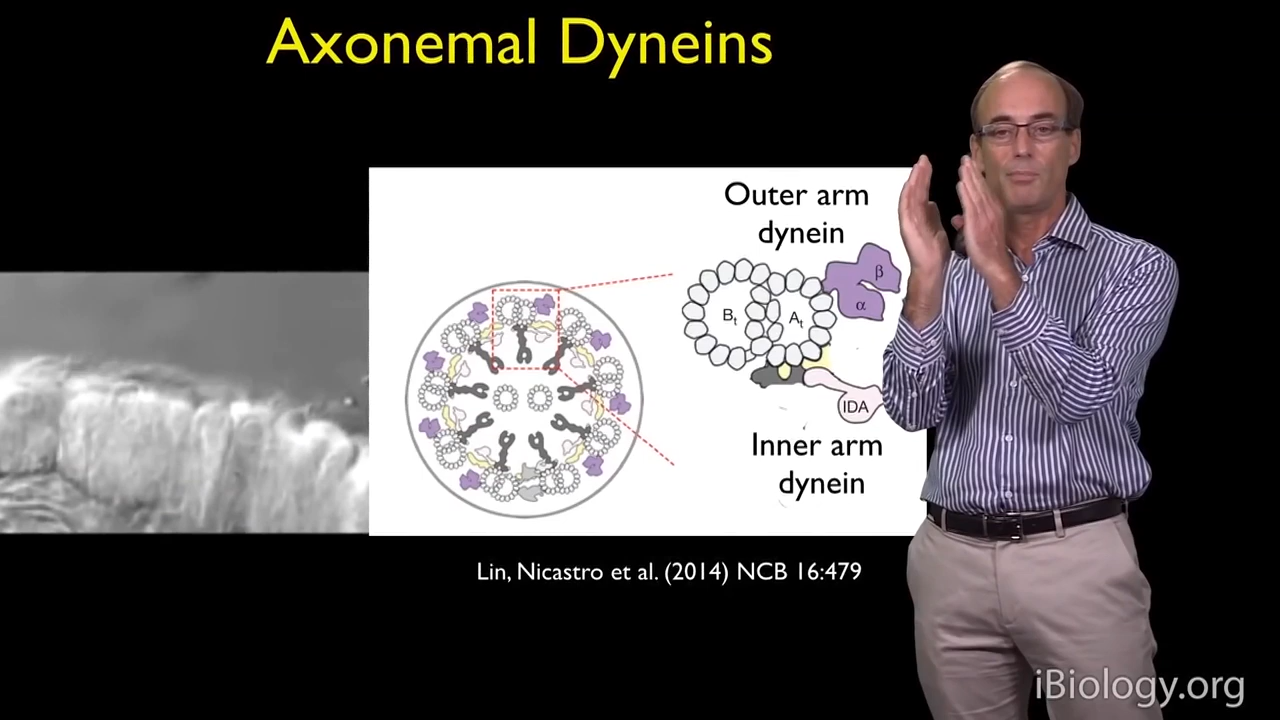 Axonemal Dyneins
Outer arm
dynein
β
α
Bt
At
IDA
Inner arm
dynein
Lin, Nicastro et al. (2014) NCB 16:479
iBiology.org